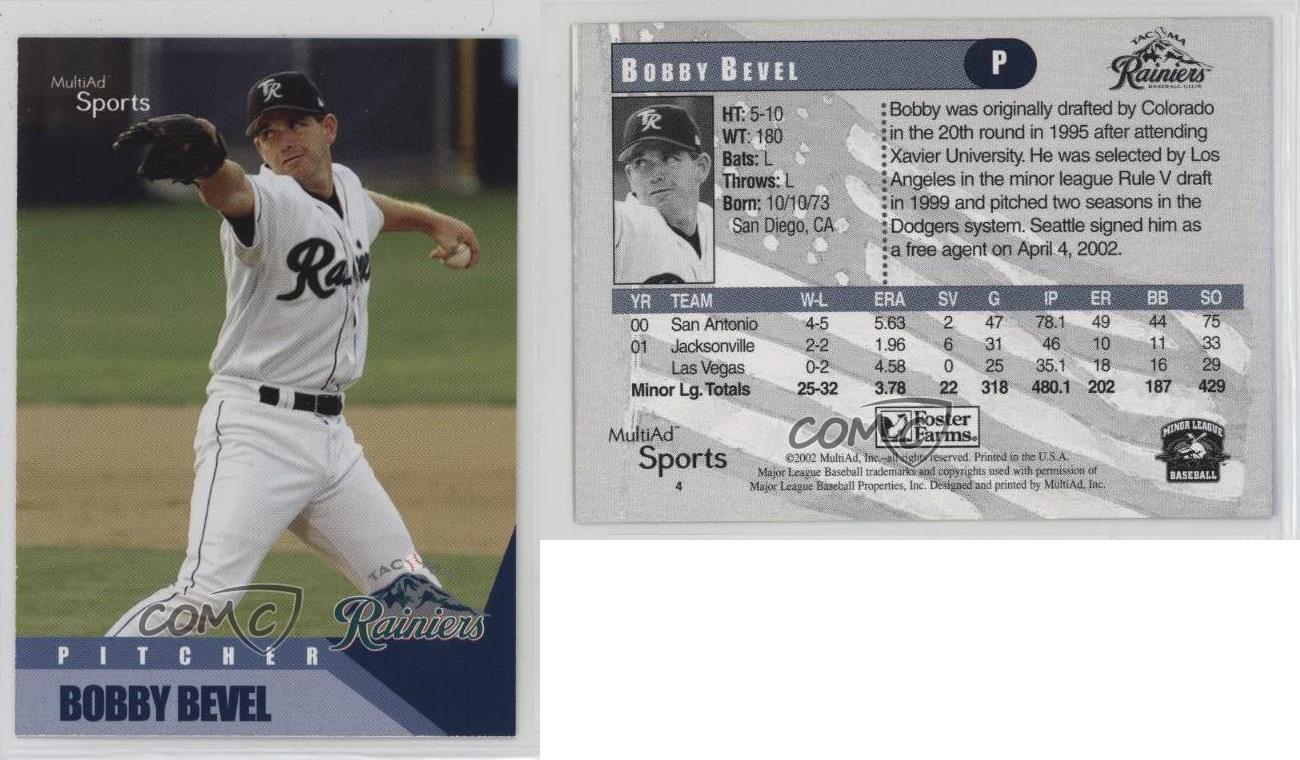 MultiAd
Sports
TR
Rainie
TACOMA
Rainiers
COMC
PITCHER
BOBBY BEVEL
BOBBY BEVEL
P
TACOMA
Rainiers
BASEBALL CLUB
TR
HT: 5-10
WT: 180
Bats: L
Throws: L
Born: 10/10/73
San Diego, CA
Bobby was originally drafted by Colorado
in the 20th round in 1995 after attending
Xavier University. He was selected by Los
Angeles in the minor league Rule V draft
in 1999 and pitched two seasons in the
Dodgers system. Seattle signed him as
a free agent on April 4, 2002.
YR TEAM W-L ERA SV G IP ER BB SO
00 San Antonio 4-5 5.63 2 47 78.1 49 44 75
01 Jacksonville 2-2 1.96 6 31 46 10 11 33
Las Vegas 0-2 4.58 0 25 35.1 18 16 29
Minor Lg. Totals 25-32 3.78 22 318 480.1 202 187 429
MultiAd™
Sports
4
COMC
Foster
Farms®
©2002 MultiAd, Inc. all rights reserved. Printed in the U.S.A.
Major League Baseball trademarks and copyrights used with permission of
Major League Baseball Properties, Inc. Designed and printed by MultiAd, Inc.
MINOR LEAGUE
BASEBALL